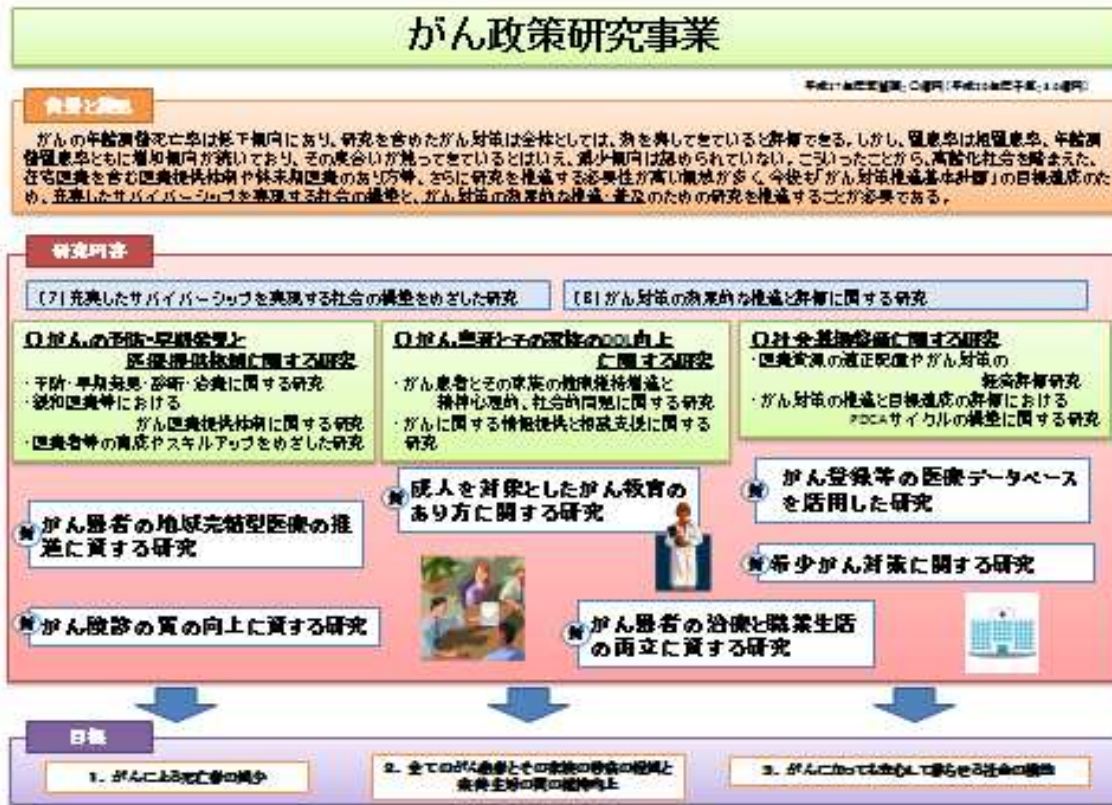 がん政策研究事業
背景と課題
がんの年齢調整死亡率は低下傾向にあり、研究を含めたがん対策は全体としては、効を奏してきていると評価できる。しかし、罹患率は粗罹患率、年齢調
整罹患率ともに増加傾向が続いており、その度合いが減ってきているとはいえ、減少傾向は認められていない。こういったことから、高齢化社会を踏まえた、
在宅医療を含む医療提供体制や終末期医療のあり方等、さらに研究を推進する必要性が高い領域が多く、今後も「がん対策推進基本計画」の目標達成のた
め、充実したサバイバーシップを実現する社会の構築と、がん対策の効果的な推進・普及のための研究を推進することが必要である。
研究内容
(7)充実したサバイバーシップを実現する社会の構築をめざした研究
(8)がん対策の効果的な推進と評価に関する研究
○がんの予防・早期発見と
医療提供体制に関する研究
・予防・早期発見・診断・治療に関する研究
・緩和医療等における
がん医療提供体制に関する研究
・医療者等の育成やスキルアップをめざした研究
○がん患者とその家族のQOL向上
に関する研究
・がん患者とその家族の健康維持増進と
精神心理的、社会的問題に関する研究
・がんに関する情報提供と相談支援に関する
研究
○社会基盤整備に関する研究
・医療資源の適正配置やがん対策の
経済評価研究
・がん対策の推進と目標達成の評価における
PDCAサイクルの構築に関する研究
新
がん患者の地域完結型医療の推
進に資する研究
新
がん検診の質の向上に資する研究
新
成人を対象としたがん教育の
あり方に関する研究
新
がん患者の治療と職業生活
の両立に資する研究
新
がん登録等の医療データベース
を活用した研究
新
希少がん対策に関する研究
目標
1. がんによる死亡者の減少
2. 全てのがん患者とその家族の苦痛の軽減と
療養生活の質の維持向上
3. がんになっても安心して暮らせる社会の構築